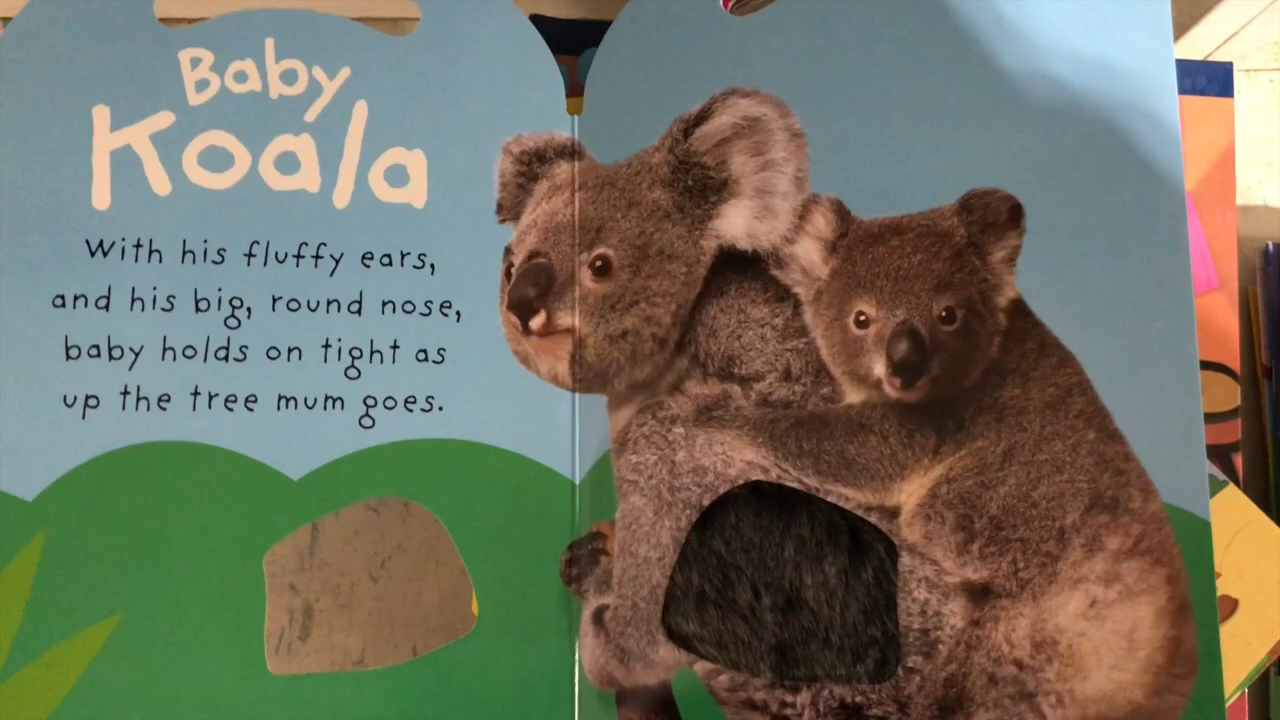 Baby
Koala
With his fluffy ears,
and his big, round nose,
baby holds on tight as
up the tree mum goes.